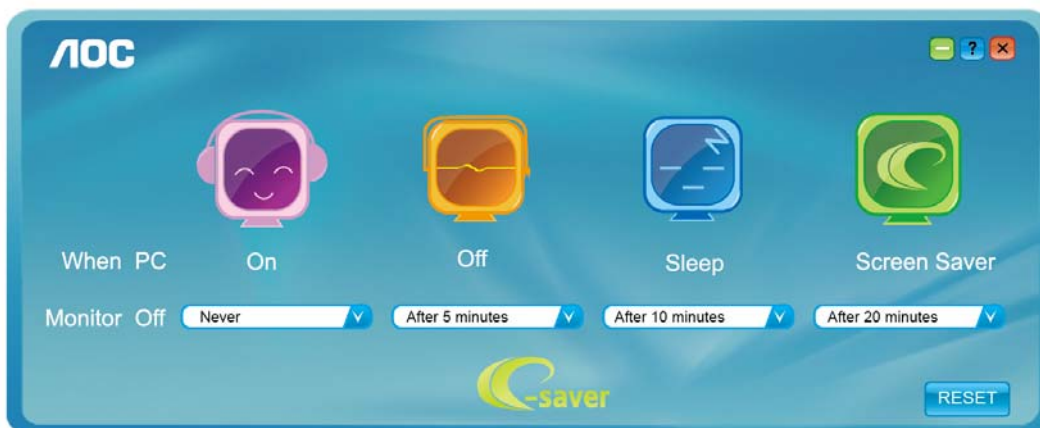 AOC
?
When PC On Off Sleep Screen Saver
Monitor Off Never After 5 minutes After 10 minutes After 20 minutes
e-saver
RESET